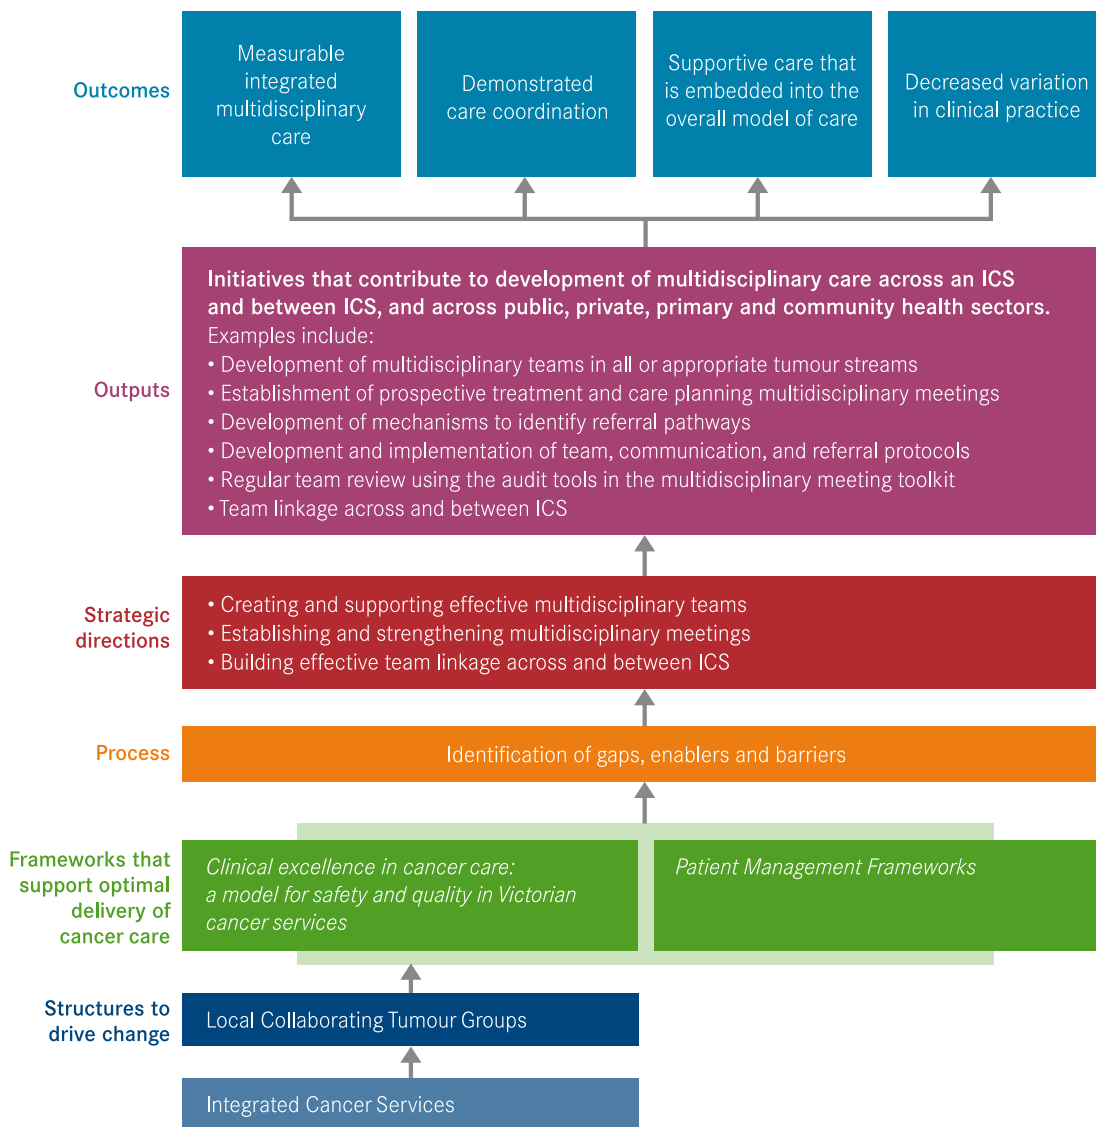 Outcomes
Measurable
integrated
multidisciplinary
care
Demonstrated
care coordination
Supportive care that
is embedded into the
overall model of care
Decreased variation
in clinical practice
Outputs
Initiatives that contribute to development of multidisciplinary care across an ICS
and between ICS, and across public, private, primary and community health sectors.
Examples include:
• Development of multidisciplinary teams in all or appropriate tumour streams
• Establishment of prospective treatment and care planning multidisciplinary meetings
• Development of mechanisms to identify referral pathways
• Development and implementation of team, communication, and referral protocols
• Regular team review using the audit tools in the multidisciplinary meeting toolkit
• Team linkage across and between ICS
Strategic
directions
• Creating and supporting effective multidisciplinary teams
• Establishing and strengthening multidisciplinary meetings
• Building effective team linkage across and between ICS
Process
Identification of gaps, enablers and barriers
Frameworks that
support optimal
delivery of
cancer care
Clinical excellence in cancer care:
a model for safety and quality in Victorian
cancer services
Patient Management Frameworks
Structures to
drive change
Local Collaborating Tumour Groups
Integrated Cancer Services